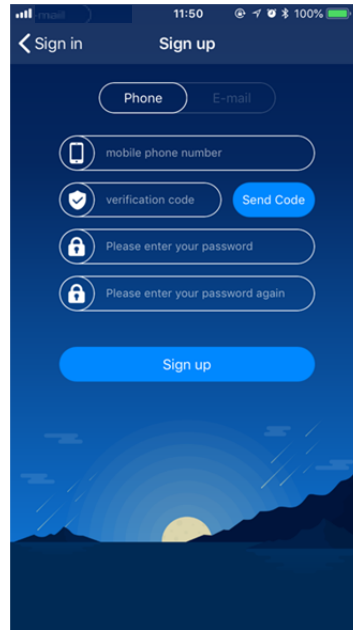 mail
11:50
100%
Sign in
Sign up
Phone
E-mail
mobile phone number
verification code
Send Code
Please enter your password
Please enter your password again
Sign up